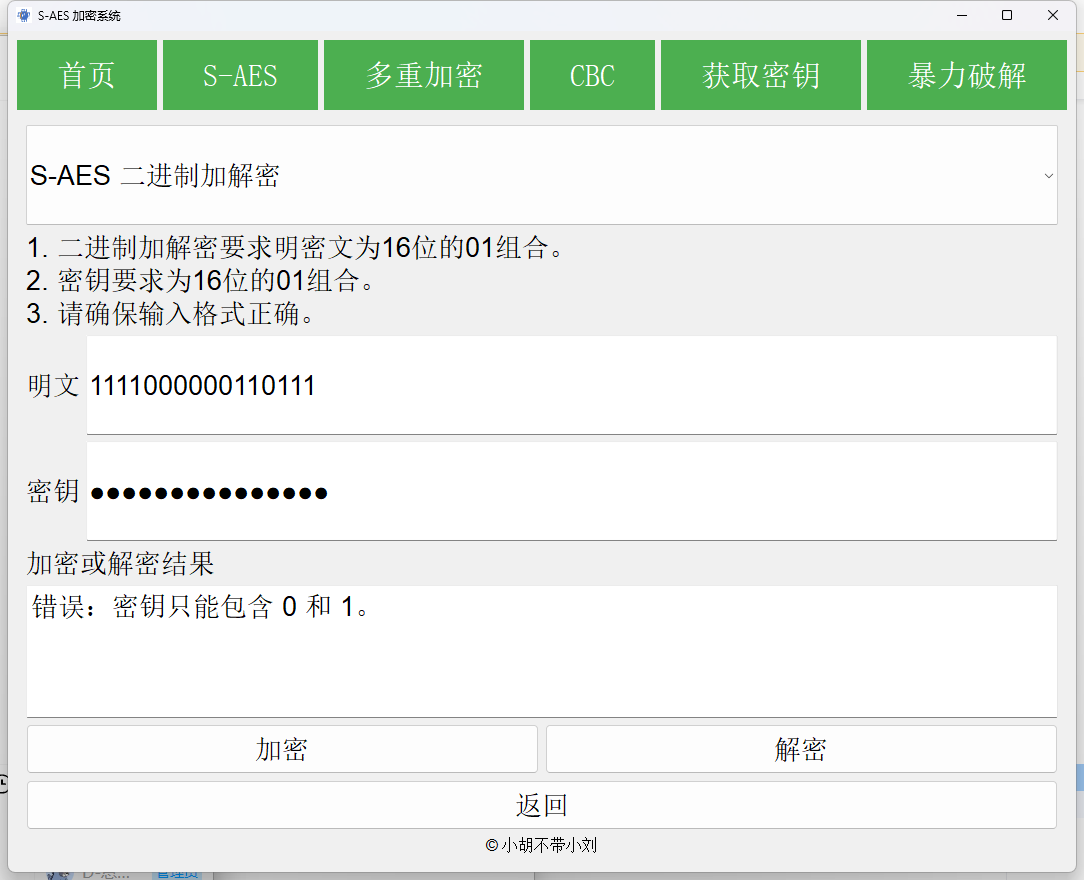 S-AES 加密系统
首页 S-AES 多重加密 CBC 获取密钥 暴力破解
S-AES 二进制加解密
1. 二进制加解密要求明密文为16位的01组合。
2. 密钥要求为16位的01组合。
3. 请确保输入格式正确。
明文 1111000000110111
密钥 ●●●●●●●●●●●●●●●
加密或解密结果
错误：密钥只能包含 0 和 1。
加密 解密
返回
© 小胡不带小刘
管理员